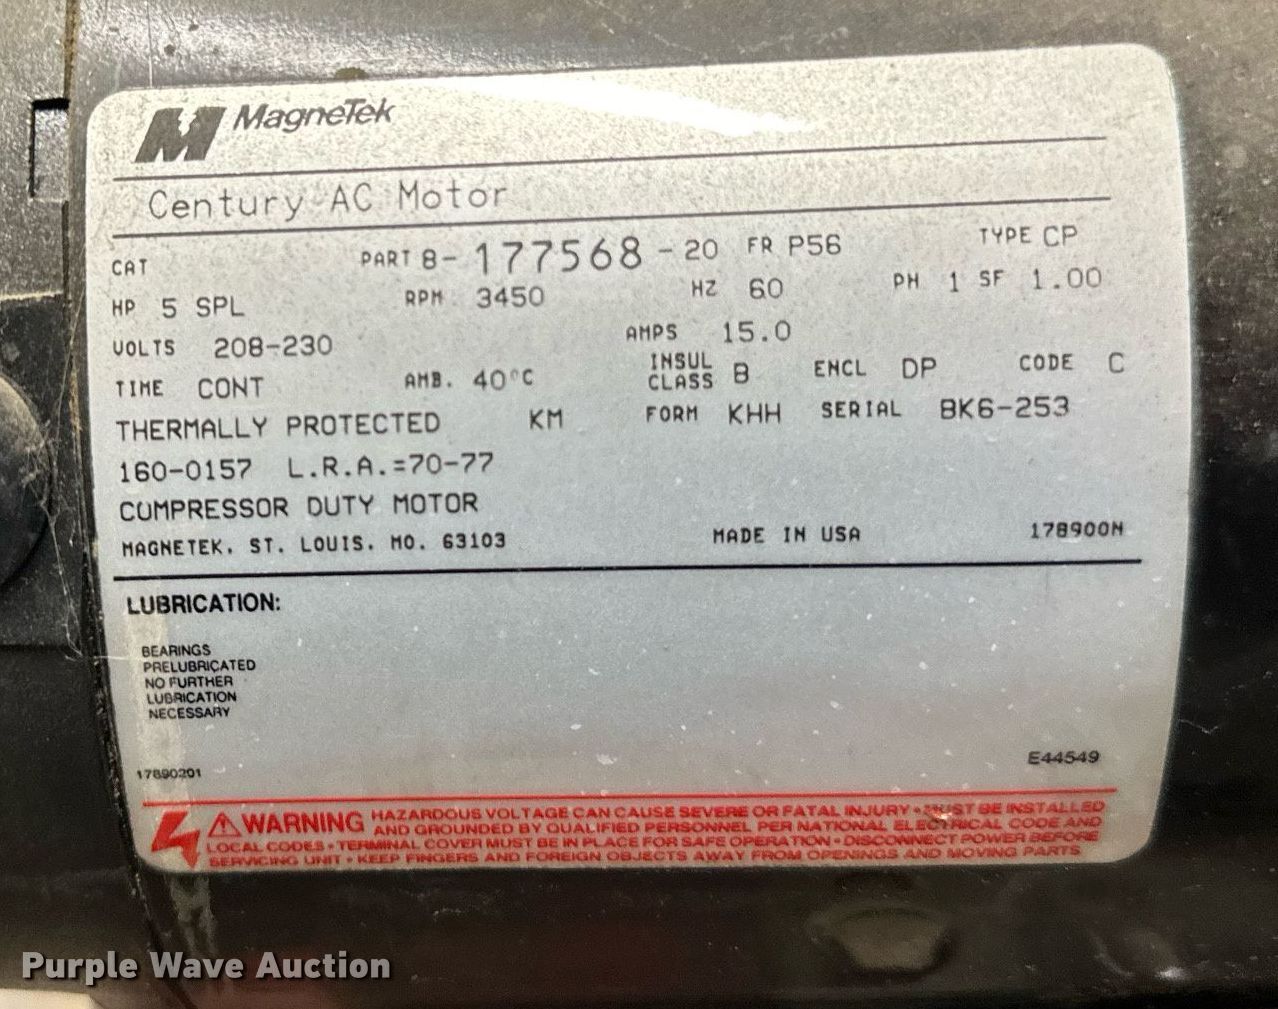 MagneTek
Century AC Motor
CAT PART 8-177568-20 FR P56 TYPE CP
HP 5 SPL RPM 3450 HZ 60 PH 1 SF 1.00
VOLTS 208-230 AMPS 15.0
TIME CONT AMB. 40°C INSUL CLASS B ENCL DP CODE C
THERMALLY PROTECTED KM FORM KHH SERIAL BK6-253
160-0157 L.R.A.=70-77
COMPRESSOR DUTY MOTOR
MAGNETEK. ST. LOUIS. MO. 63103 MADE IN USA 178900N
LUBRICATION:
BEARINGS
PRELUBRICATED
NO FURTHER
LUBRICATION
NECESSARY
17890201 E44549
WARNING HAZARDOUS VOLTAGE CAN CAUSE SEVERE OR FATAL INJURY • MUST BE INSTALLED
AND GROUNDED BY QUALIFIED PERSONNEL PER NATIONAL ELECTRICAL CODE AND
LOCAL CODES • TERMINAL COVER MUST BE IN PLACE FOR SAFE OPERATION • DISCONNECT POWER BEFORE
SERVICING UNIT • KEEP FINGERS AND FOREIGN OBJECTS AWAY FROM OPENINGS AND MOVING PARTS
Purple Wave Auction